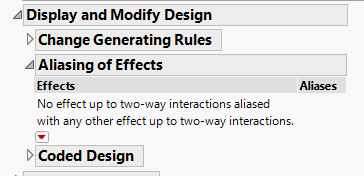 Display and Modify Design
Change Generating Rules
Aliasing of Effects
Effects Aliases
No effect up to two-way interactions aliased
with any other effect up to two-way interactions.
Coded Design